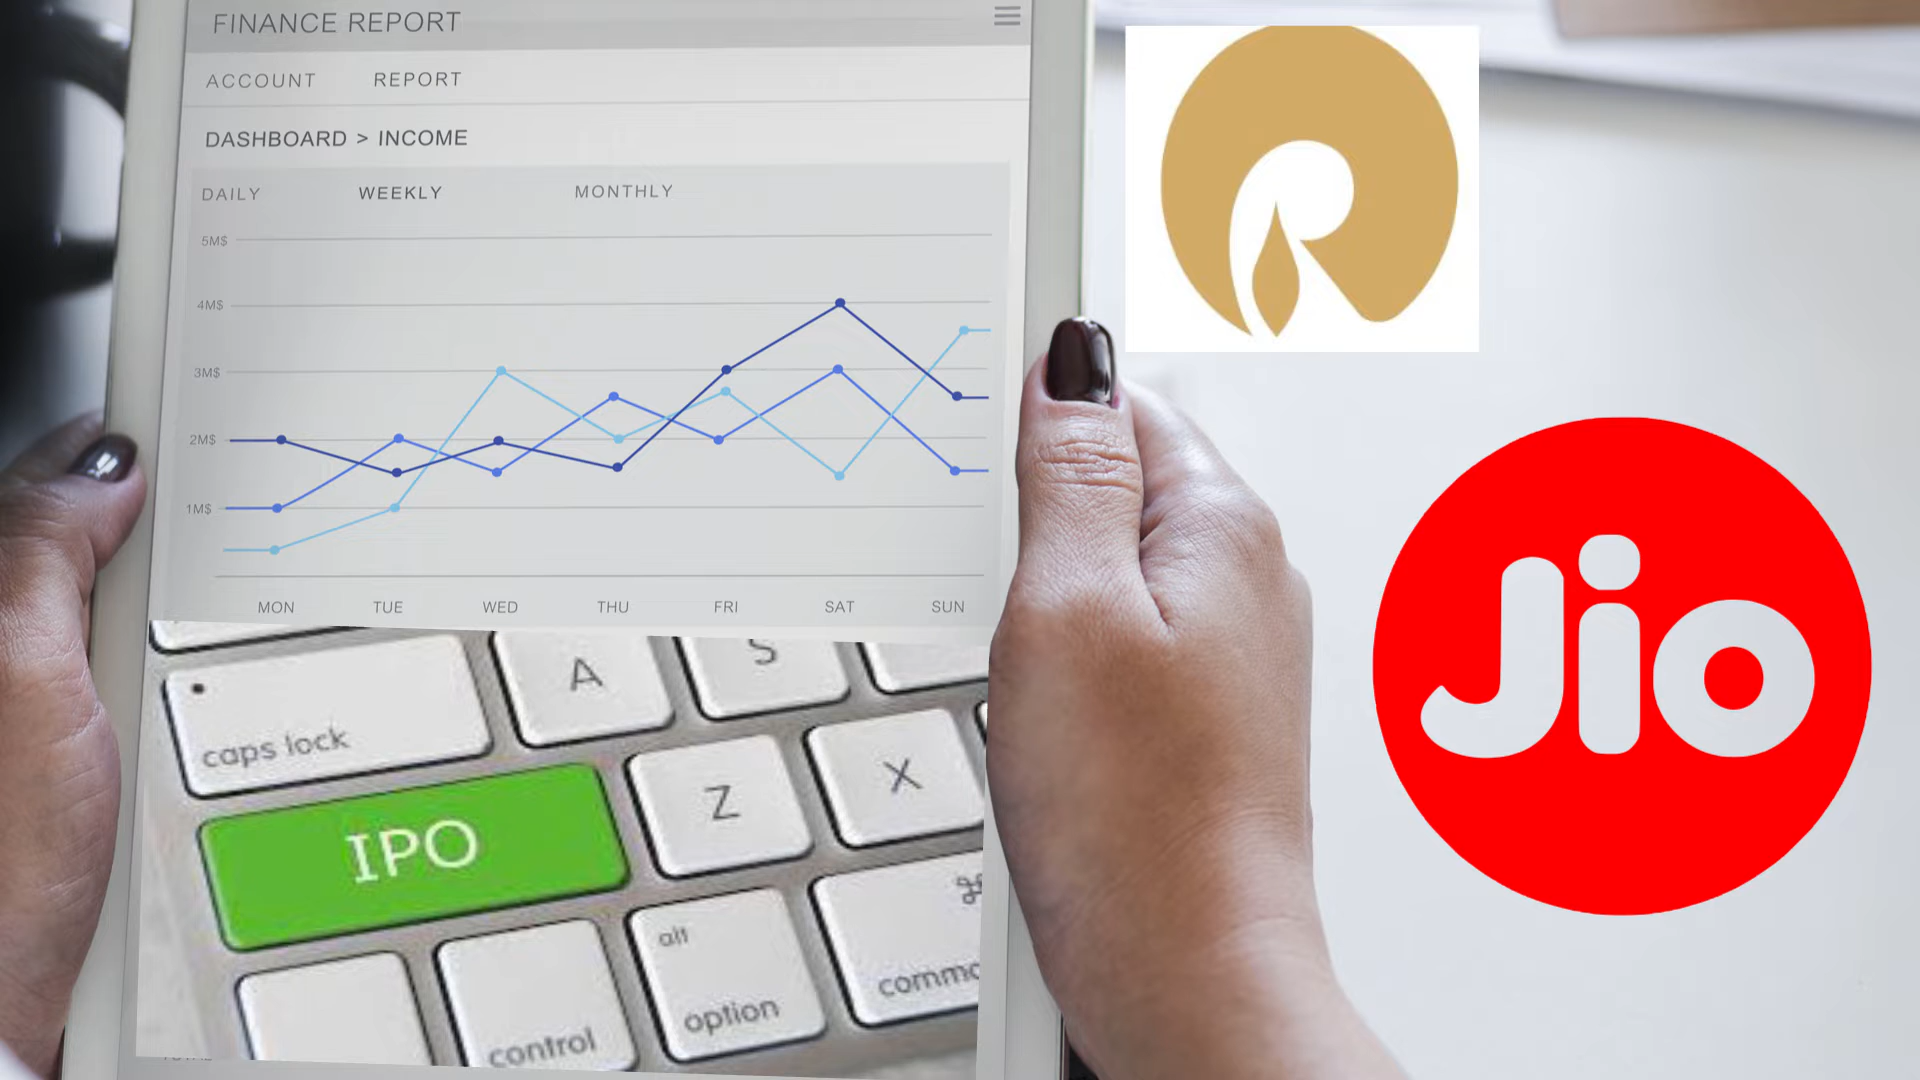 FINANCE REPORT
ACCOUNT REPORT
DASHBOARD > INCOME
DAILY WEEKLY MONTHLY
5M$
4M$
3M$
2M$
1M$
MON TUE WED THU FRI SAT SUN
A S
caps lock
IPO Z X
alt ⌘
control option comma
Jio